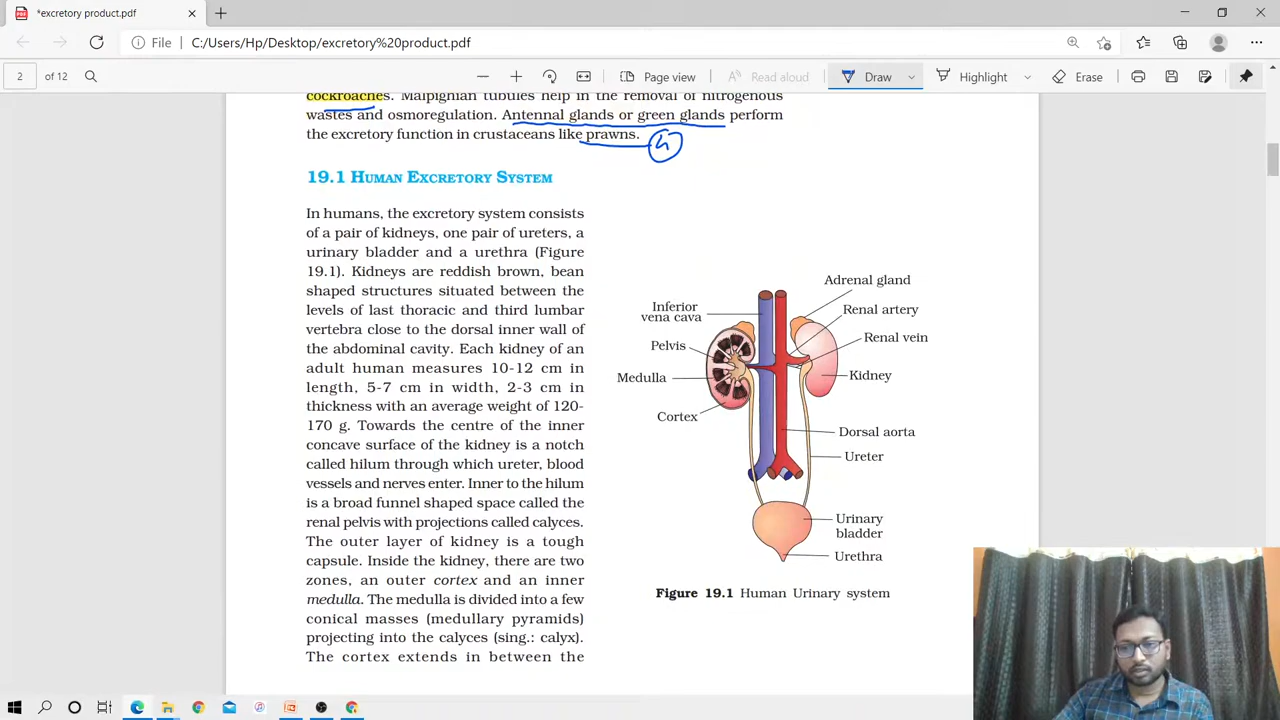 *excretory product.pdf
File C:/Users/Hp/Desktop/excretory%20product.pdf
2 of 12 Page view Read aloud Draw Highlight Erase
cockroaches. Malpighian tubules help in the removal of nitrogenous
wastes and osmoregulation. Antennal glands or green glands perform
the excretory function in crustaceans like prawns.
19.1 HUMAN EXCRETORY SYSTEM
In humans, the excretory system consists
of a pair of kidneys, one pair of ureters, a
urinary bladder and a urethra (Figure
19.1). Kidneys are reddish brown, bean
shaped structures situated between the
levels of last thoracic and third lumbar
vertebra close to the dorsal inner wall of
the abdominal cavity. Each kidney of an
adult human measures 10-12 cm in
length, 5-7 cm in width, 2-3 cm in
thickness with an average weight of 120-
170 g. Towards the centre of the inner
concave surface of the kidney is a notch
called hilum through which ureter, blood
vessels and nerves enter. Inner to the hilum
is a broad funnel shaped space called the
renal pelvis with projections called calyces.
The outer layer of kidney is a tough
capsule. Inside the kidney, there are two
zones, an outer cortex and an inner
medulla. The medulla is divided into a few
conical masses (medullary pyramids)
projecting into the calyces (sing.: calyx).
The cortex extends in between the
Adrenal gland
Inferior
vena cava
Renal artery
Renal vein
Pelvis
Medulla
Kidney
Cortex
Dorsal aorta
Ureter
Urinary
bladder
Urethra
Figure 19.1 Human Urinary system